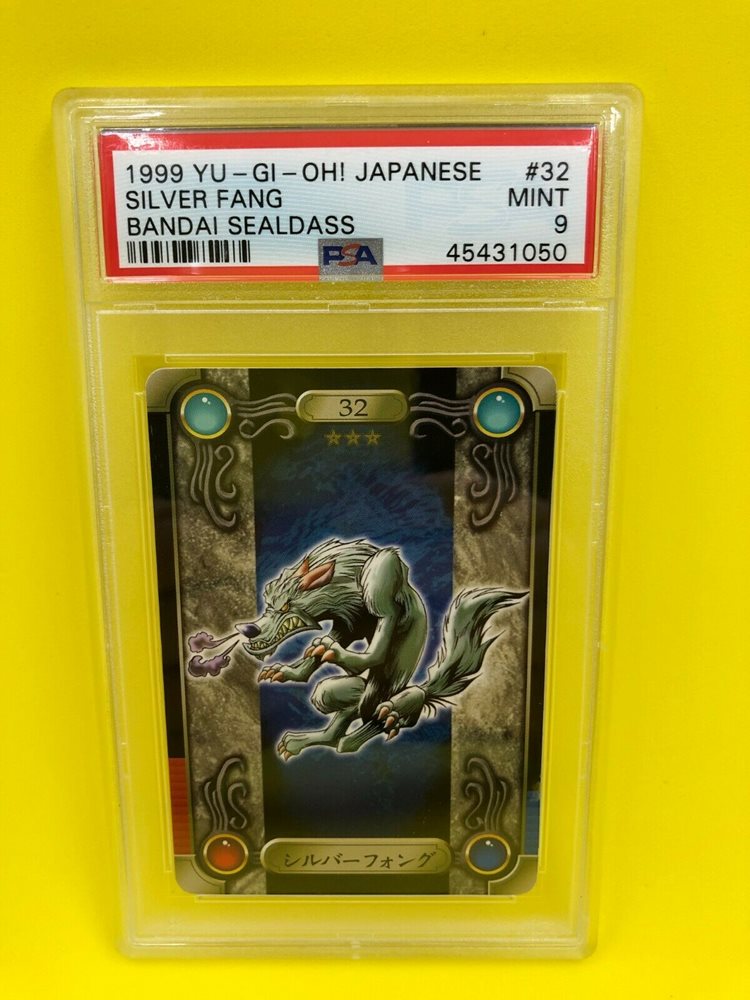 1999 YU-GI-OH! JAPANESE #32
SILVER FANG MINT
BANDAI SEALDASS 9
PSA 45431050
32
シルバーフォング